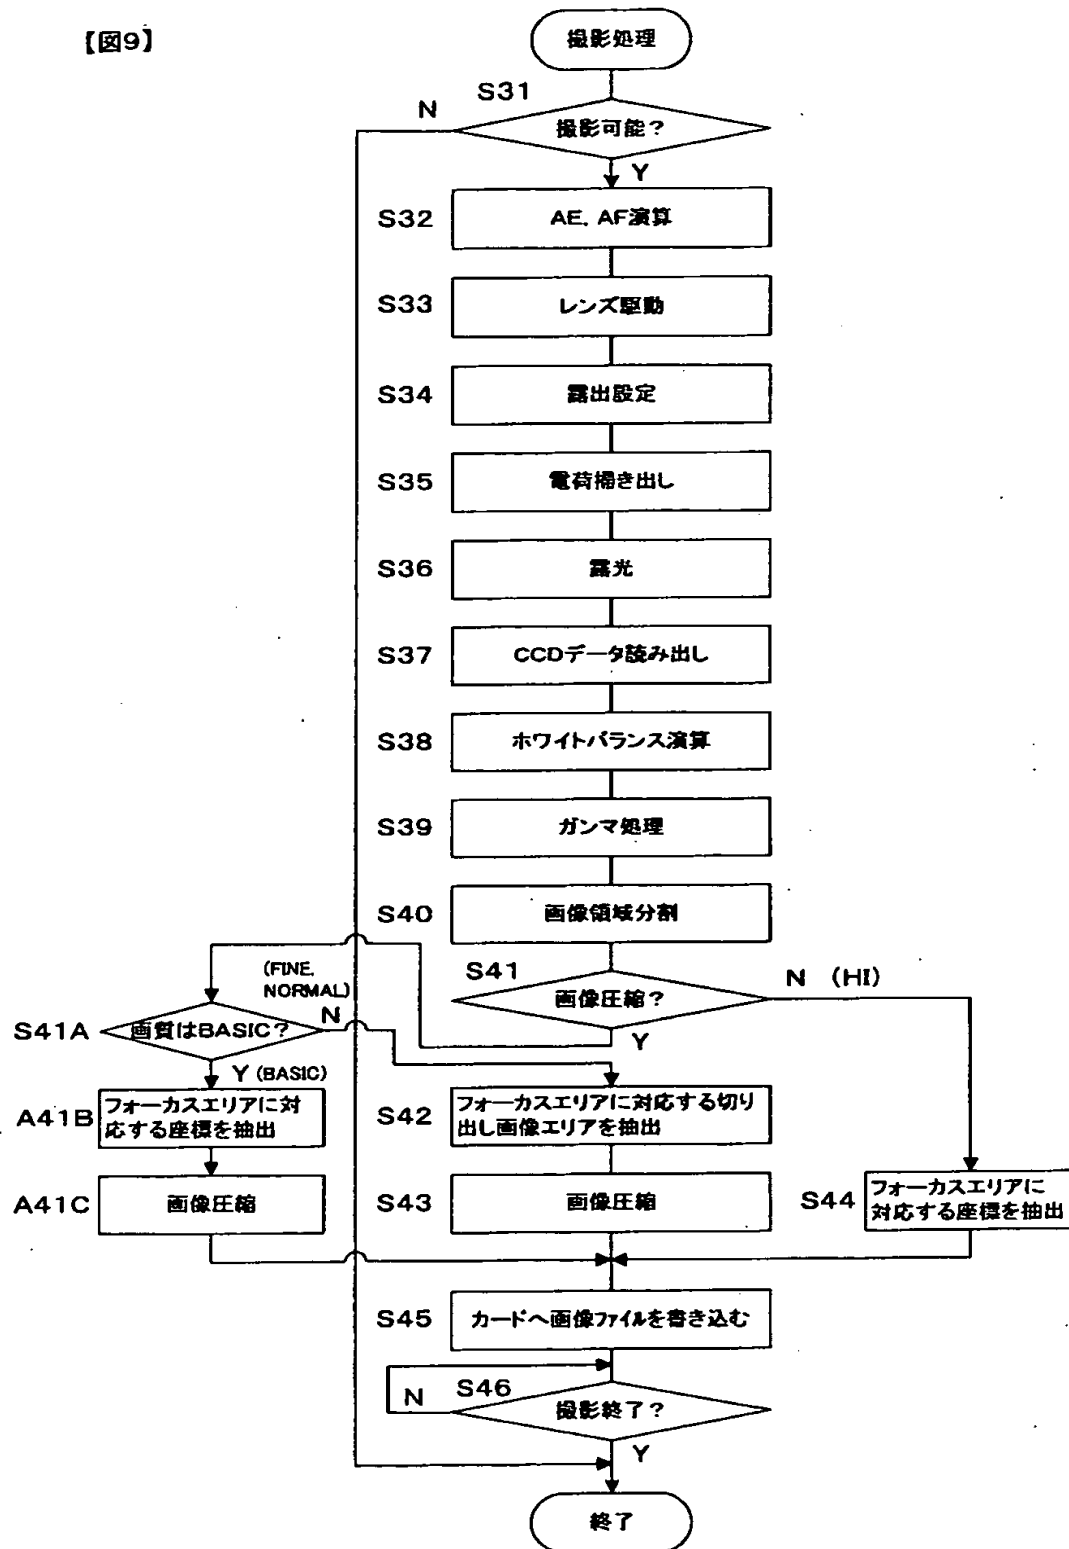 【図9】
撮影処理
S31
N
撮影可能?
Y
S32
AE, AF演算
S33
レンズ駆動
S34
露出設定
S35
電荷掃き出し
S36
露光
S37
CCDデータ読み出し
S38
ホワイトバランス演算
S39
ガンマ処理
S40
画像領域分割
S41
画像圧縮?
N (HI)
Y
(FINE,
NORMAL)
S41A
画質はBASIC?
N
Y (BASIC)
A41B
フォーカスエリアに対
応する座標を抽出
S42
フォーカスエリアに対応する切り
出し画像エリアを抽出
A41C
画像圧縮
S43
画像圧縮
S44
フォーカスエリアに
対応する座標を抽出
S45
カードへ画像ファイルを書き込む
S46
N
撮影終了?
Y
終了